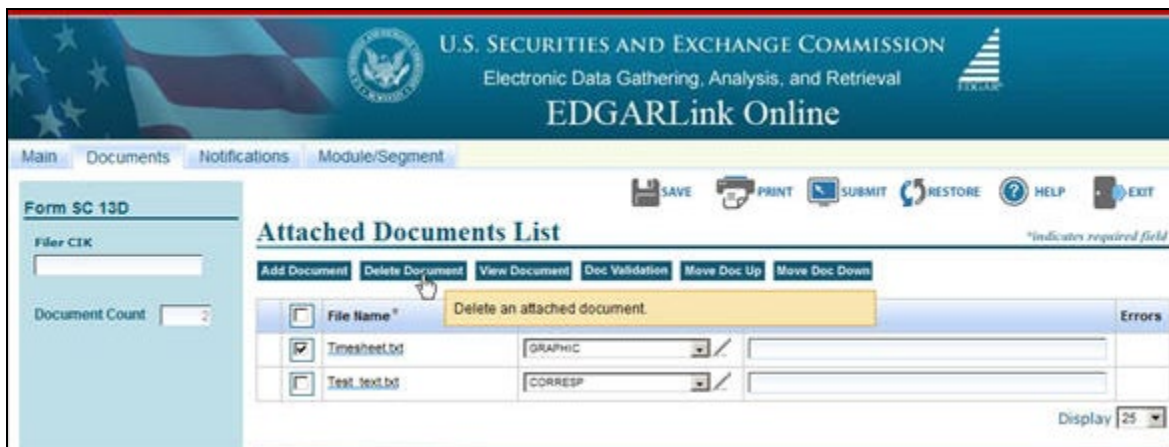 U.S. SECURITIES AND EXCHANGE COMMISSION
Electronic Data Gathering, Analysis, and Retrieval
EDGAR
EDGARLink Online
Main Documents Notifications Module/Segment
SAVE PRINT SUBMIT RESTORE HELP EXIT
Form SC 13D
Filer CIK
Attached Documents List
*indicates required field
Add Document Delete Document View Document Doc Validation Move Doc Up Move Doc Down
Document Count 2
File Name* Delete an attached document. Errors
Timesheet.txt GRAPHIC
Test_text.txt CORRESP
Display 25